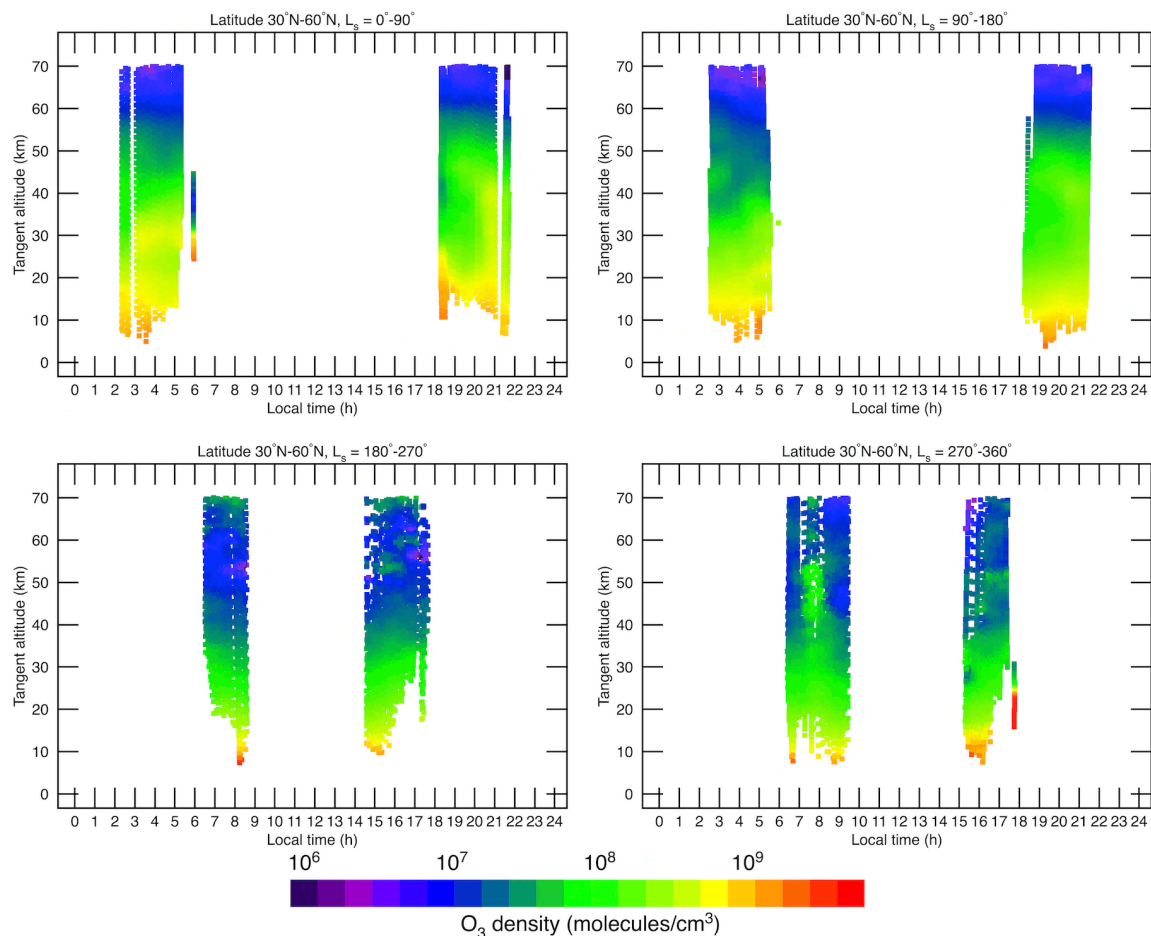 Latitude 30°N-60°N, Ls = 0°-90°
Tangent altitude (km)
70
60
50
40
30
20
10
0
0 1 2 3 4 5 6 7 8 9 10 11 12 13 14 15 16 17 18 19 20 21 22 23 24
Local time (h)
Latitude 30°N-60°N, Ls = 90°-180°
Tangent altitude (km)
70
60
50
40
30
20
10
0
0 1 2 3 4 5 6 7 8 9 10 11 12 13 14 15 16 17 18 19 20 21 22 23 24
Local time (h)
Latitude 30°N-60°N, Ls = 180°-270°
Tangent altitude (km)
70
60
50
40
30
20
10
0
0 1 2 3 4 5 6 7 8 9 10 11 12 13 14 15 16 17 18 19 20 21 22 23 24
Local time (h)
Latitude 30°N-60°N, Ls = 270°-360°
Tangent altitude (km)
70
60
50
40
30
20
10
0
0 1 2 3 4 5 6 7 8 9 10 11 12 13 14 15 16 17 18 19 20 21 22 23 24
Local time (h)
10⁶ 10⁷ 10⁸ 10⁹
O₃ density (molecules/cm³)